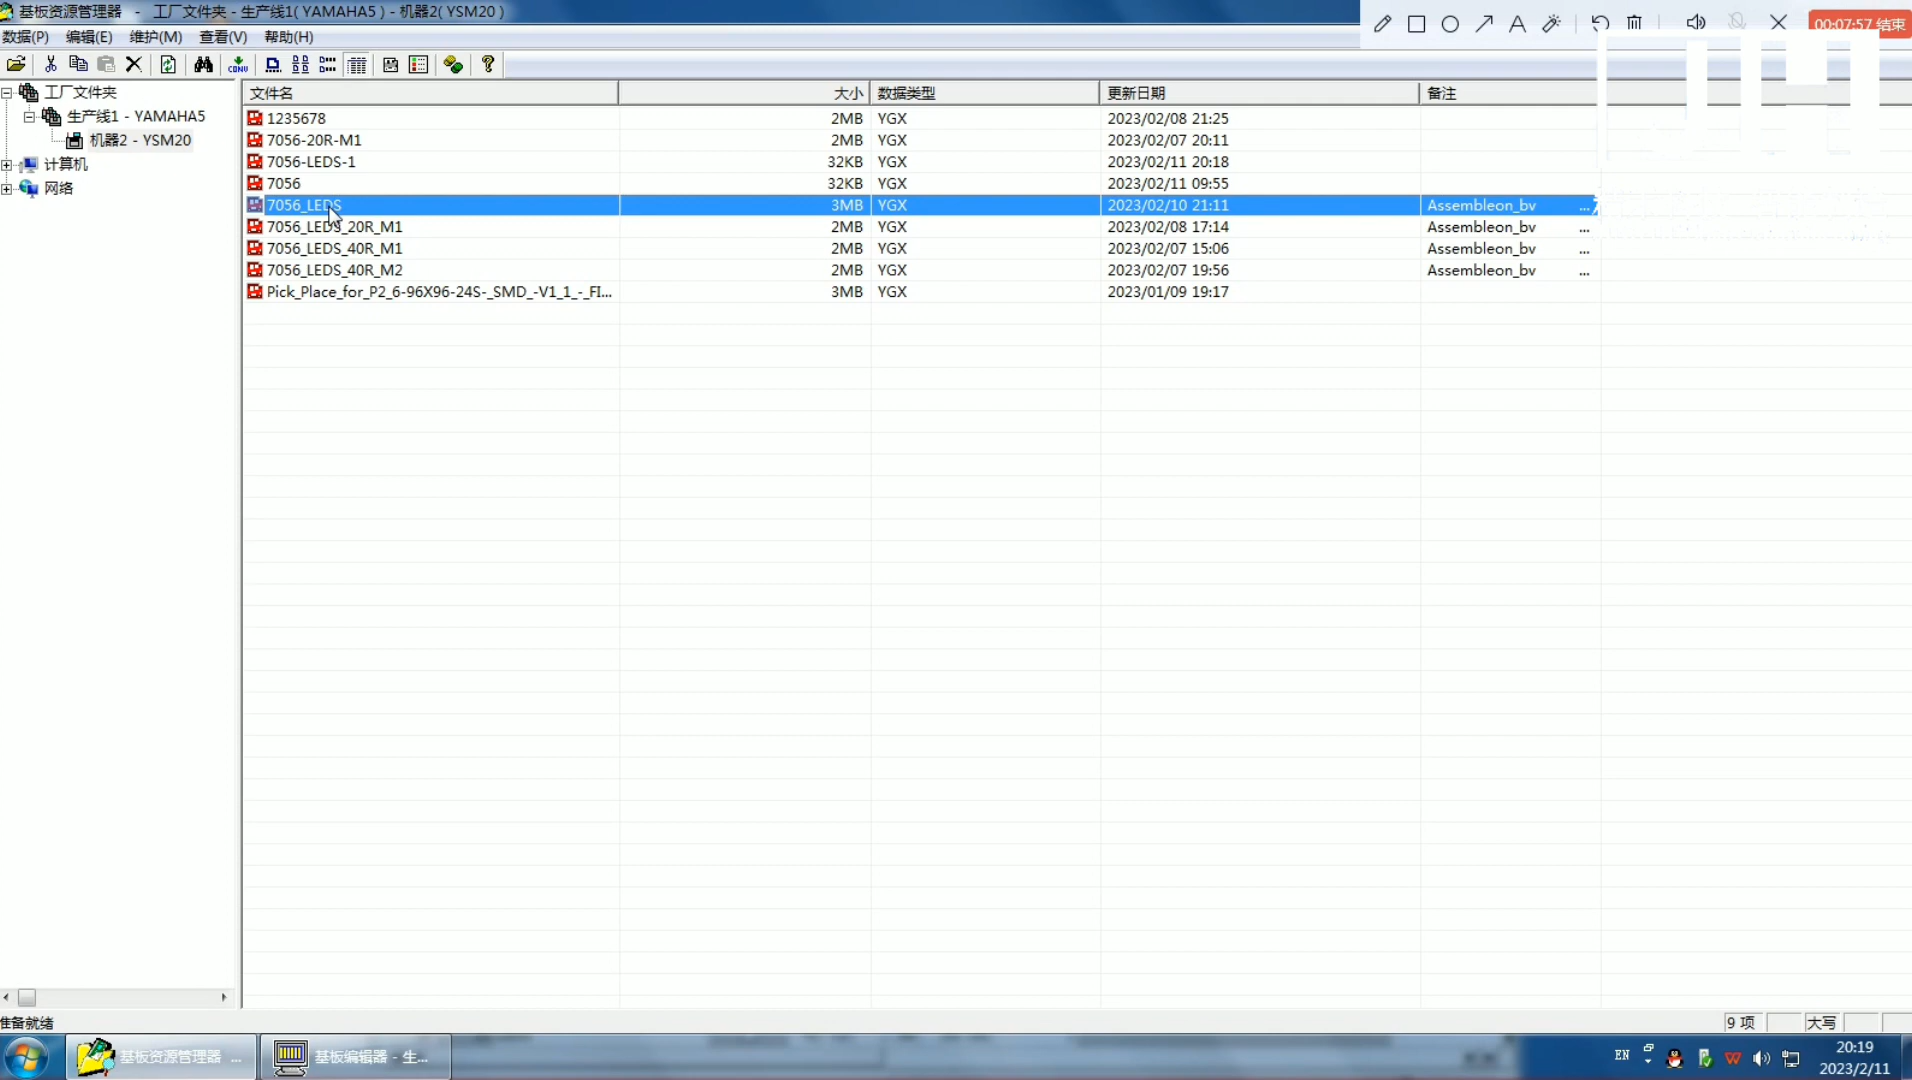 基板资源管理器 - 工厂文件夹 - 生产线1( YAMAHA5 ) - 机器2( YSM20 )
00:07:57 结束
数据(P) 编辑(E) 维护(M) 查看(V) 帮助(H)
CONV
工厂文件夹
生产线1 - YAMAHA5
机器2 - YSM20
计算机
网络
文件名 大小 数据类型 更新日期 备注
1235678 2MB YGX 2023/02/08 21:25
7056-20R-M1 2MB YGX 2023/02/07 20:11
7056-LEDS-1 32KB YGX 2023/02/11 20:18
7056 32KB YGX 2023/02/11 09:55
7056_LEDS 3MB YGX 2023/02/10 21:11 Assembleon_bv ...
7056_LEDS_20R_M1 2MB YGX 2023/02/08 17:14 Assembleon_bv ...
7056_LEDS_40R_M1 2MB YGX 2023/02/07 15:06 Assembleon_bv ...
7056_LEDS_40R_M2 2MB YGX 2023/02/07 19:56 Assembleon_bv ...
Pick_Place_for_P2_6-96X96-24S-_SMD_-V1_1_-_FI... 3MB YGX 2023/01/09 19:17
准备就绪
9 项 大写
基板资源管理器 ...
基板编辑器 - 生...
EN
20:19
2023/2/11